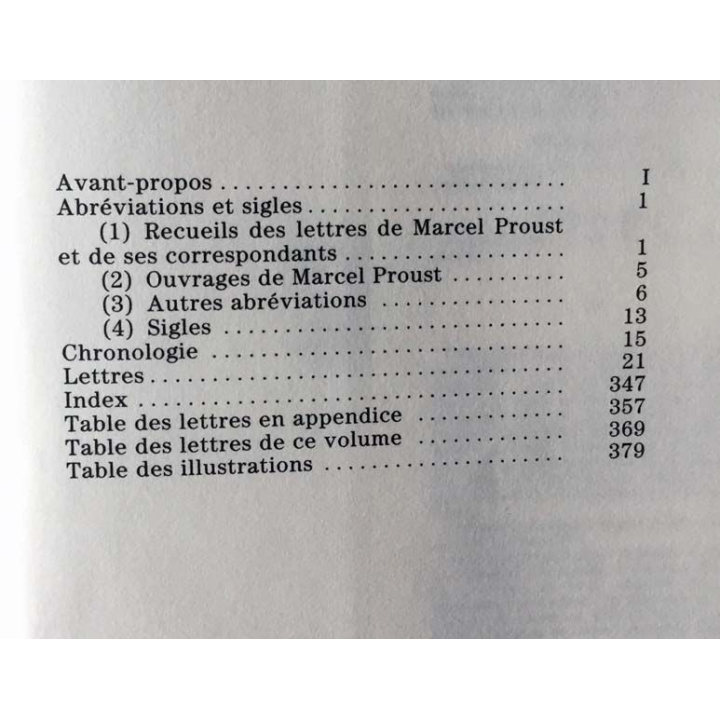 Avant-propos ........................ I
Abréviations et sigles .................. 1
(1) Recueils des lettres de Marcel Proust
et de ses correspondants ................ 1
(2) Ouvrages de Marcel Proust .......... 5
(3) Autres abréviations .............. 6
(4) Sigles .......................... 13
Chronologie ......................... 15
Lettres ............................. 21
Index .............................. 347
Table des lettres en appendice ............ 357
Table des lettres de ce volume ............ 369
Table des illustrations .................. 379